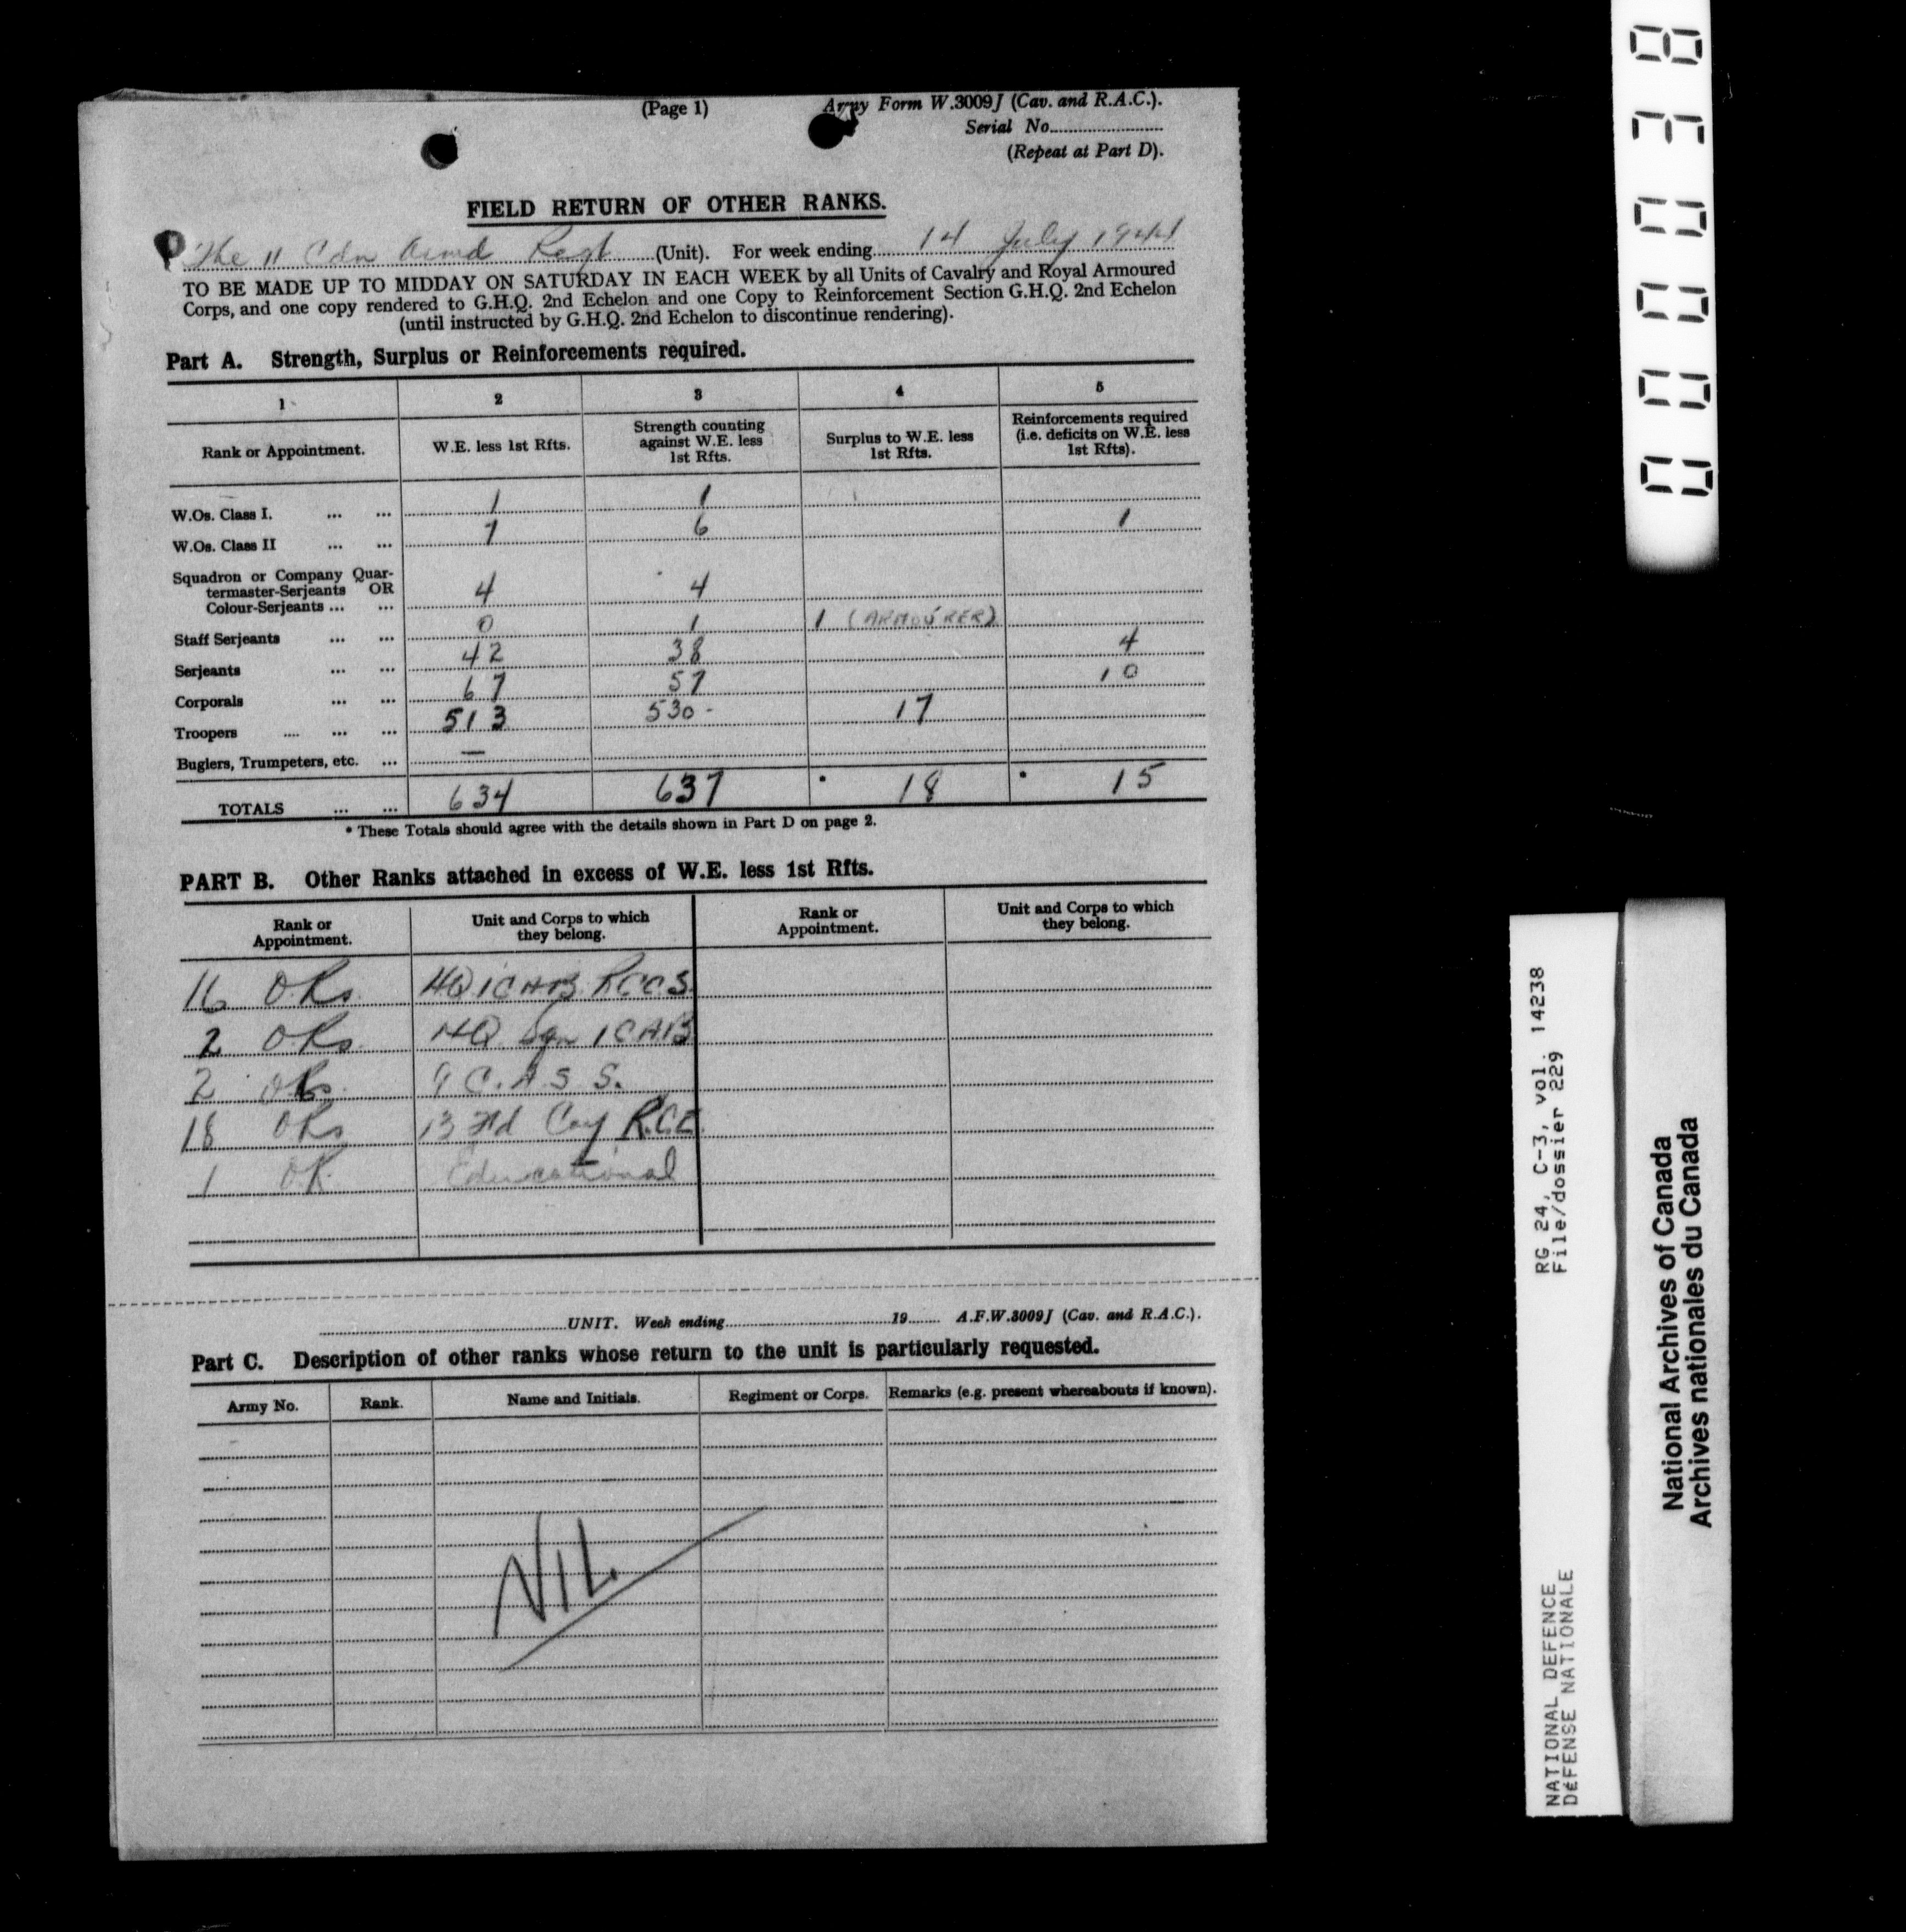 (Page 1)
Army Form W.3009J (Cav. and R.A.C.).
Serial No.
(Repeat at Part D).
FIELD RETURN OF OTHER RANKS.
The 11 Cdn Armd Regt (Unit). For week ending 14 July 1944
TO BE MADE UP TO MIDDAY ON SATURDAY IN EACH WEEK by all Units of Cavalry and Royal Armoured
Corps, and one copy rendered to G.H.Q. 2nd Echelon and one Copy to Reinforcement Section G.H.Q. 2nd Echelon
(until instructed by G.H.Q. 2nd Echelon to discontinue rendering).
Part A. Strength, Surplus or Reinforcements required.
1 2 3 4 5
Rank or Appointment. W.E. less 1st Rfts. Strength counting against W.E. less 1st Rfts. Surplus to W.E. less 1st Rfts. Reinforcements required (i.e. deficits on W.E. less 1st Rfts).
W.Os. Class I. ... ... 1 1
W.Os. Class II ... ... 7 6 1
Squadron or Company Quar-
termaster-Serjeants OR
Colour-Serjeants ... ... 4 4
Staff Serjeants ... ... 0 1 1 (ARMOURER)
Serjeants ... ... 42 38 4
Corporals ... ... 67 57 10
Troopers .... ... ... 513 530 - 17
Buglers, Trumpeters, etc. ... —
TOTALS ... ... 634 637 • 18 • 15
• These Totals should agree with the details shown in Part D on page 2.
PART B. Other Ranks attached in excess of W.E. less 1st Rfts.
Rank or Appointment. Unit and Corps to which they belong. Rank or Appointment. Unit and Corps to which they belong.
16 O.Rs. HQ 1 CAB RCCS.
2 O.Rs. HQ Sqn 1 CAB
2 ORs. 9 C.A.S.S.
18 ORs 13 Fd Coy R.C.E.
1 O.R. Educational
UNIT. Week ending 19 A.F.W.3009J (Cav. and R.A.C.).
Part C. Description of other ranks whose return to the unit is particularly requested.
Army No. Rank. Name and Initials. Regiment or Corps. Remarks (e.g. present whereabouts if known).
NIL.
00038
RG 24, C-3, vol. 14238
File/dossier 229
NATIONAL DEFENCE
DÉFENSE NATIONALE
National Archives of Canada
Archives nationales du Canada